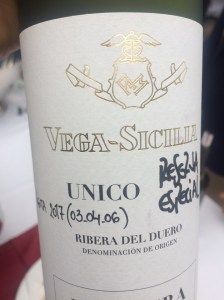 VEGA-SICILIA
UNICO
RESERVA
ESPECIAL
2017 (03.04.06)
RIBERA DEL DUERO
DENOMINACIÓN DE ORIGEN